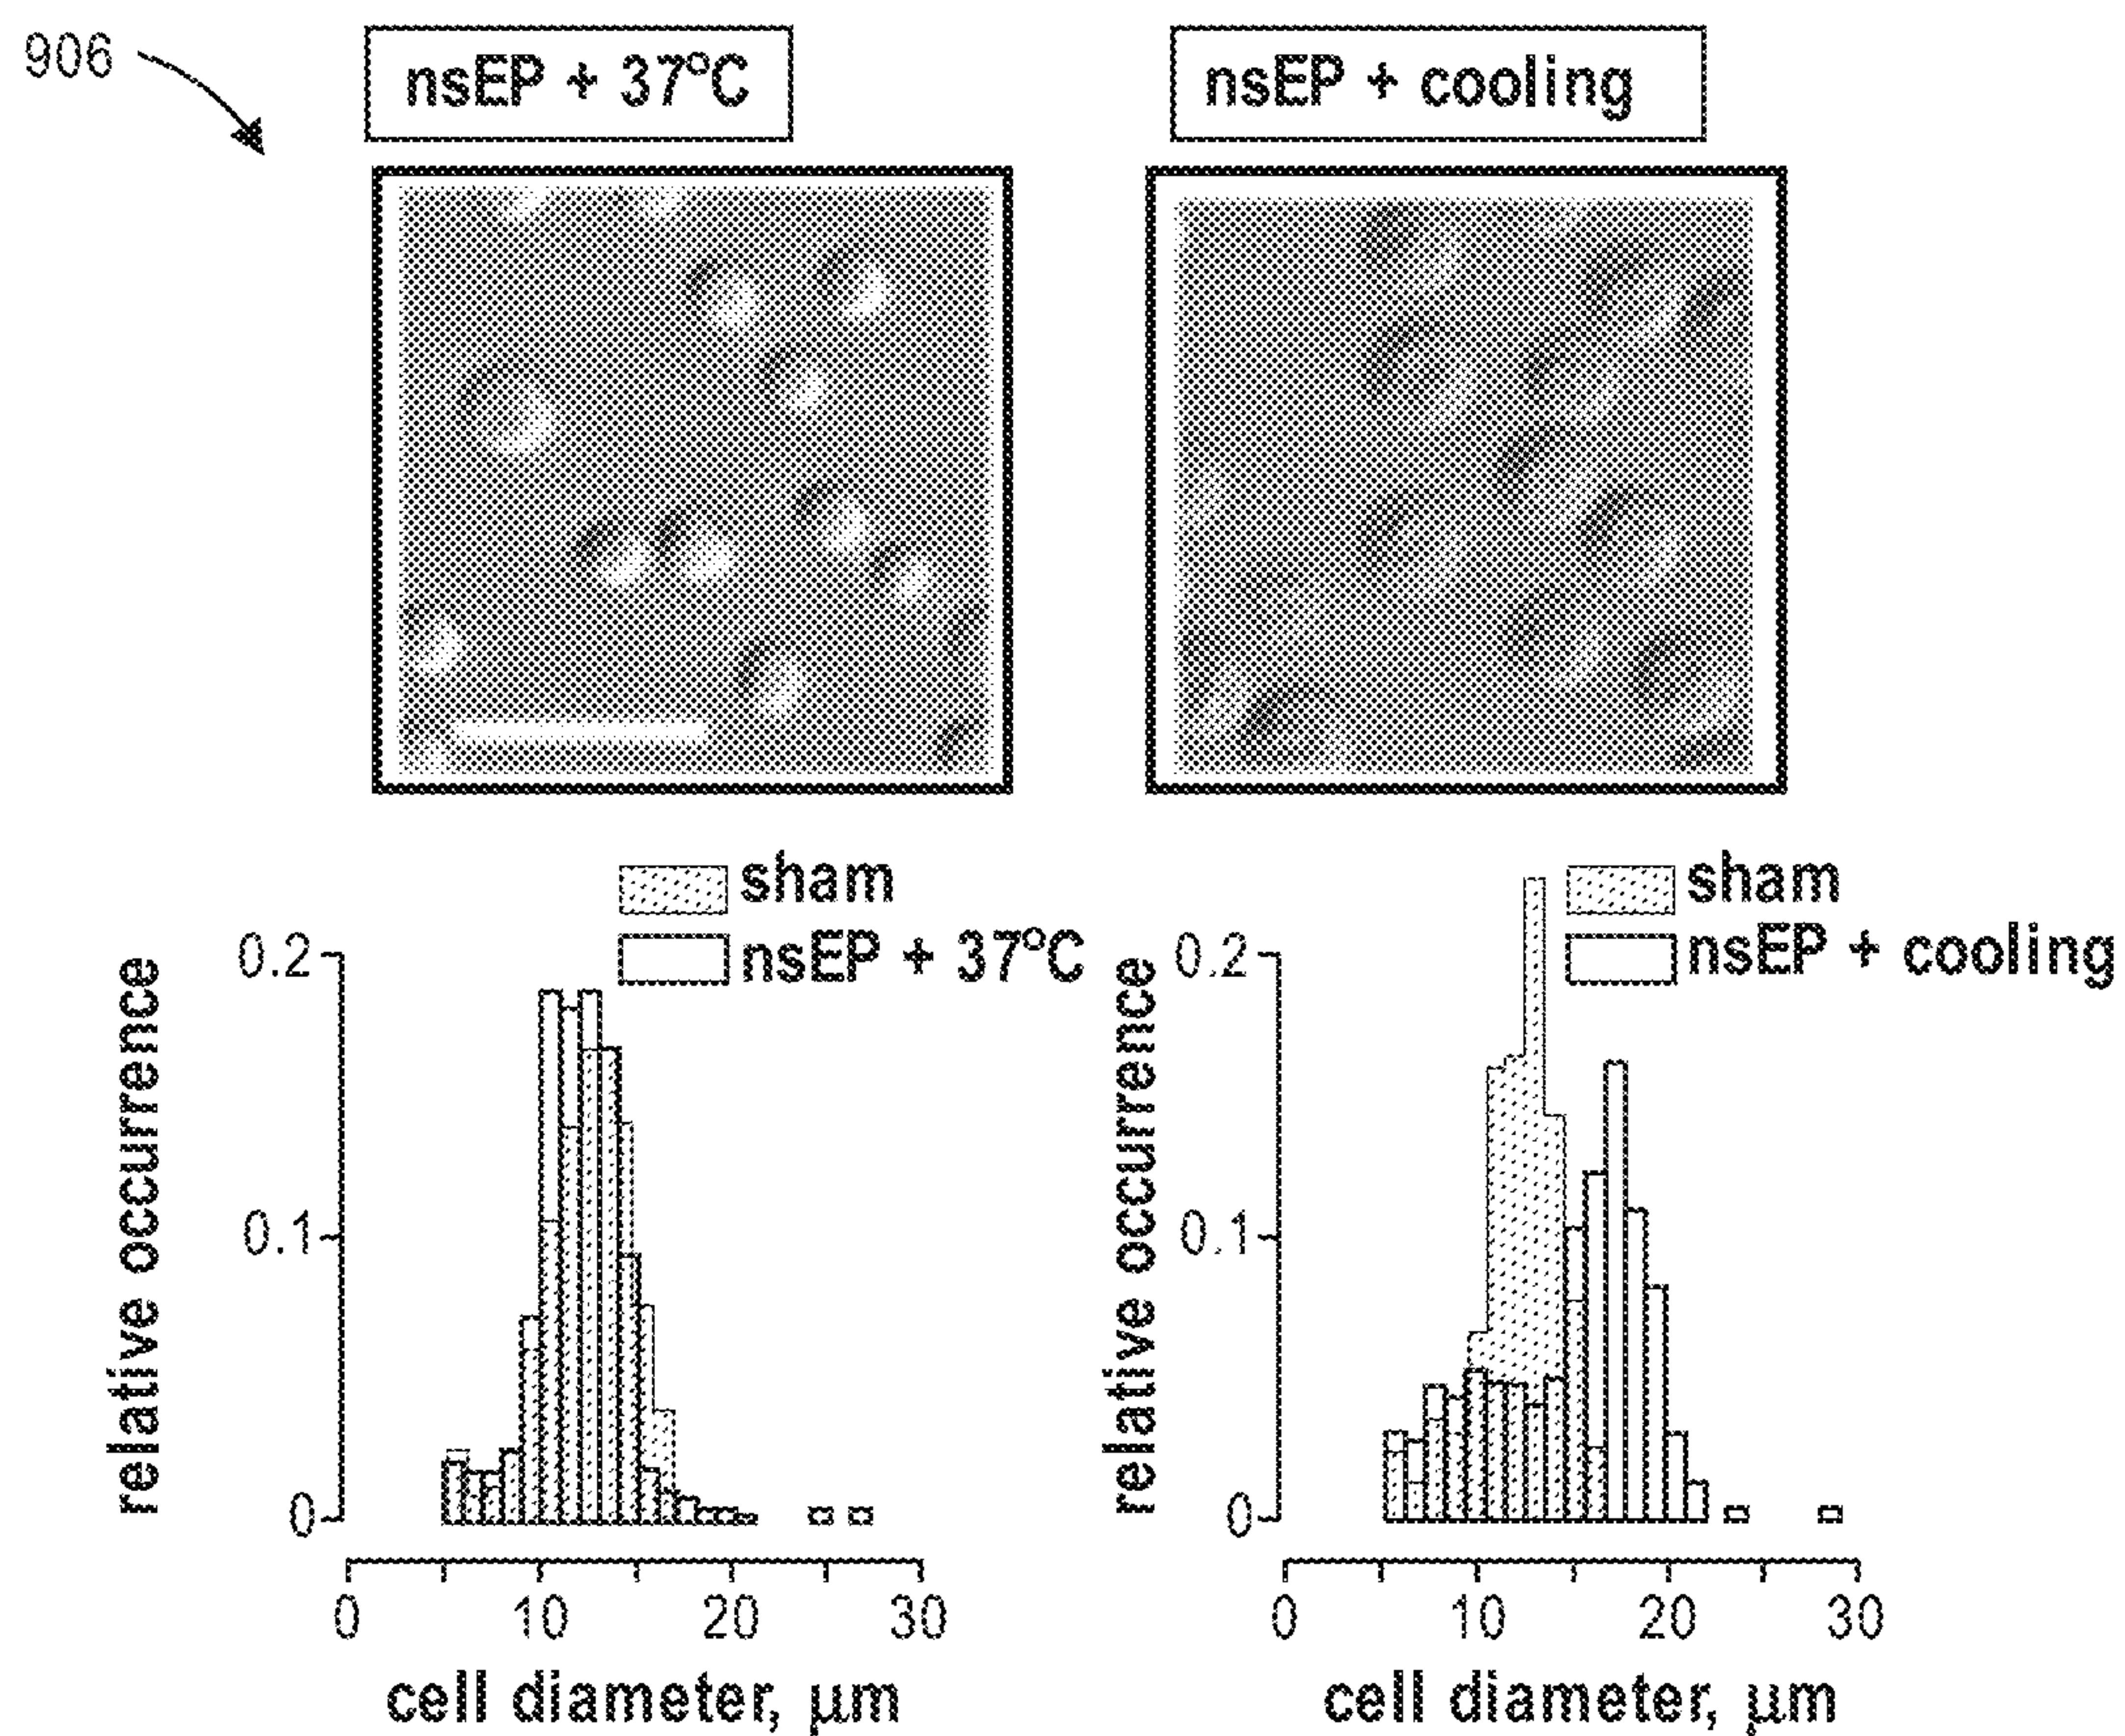 906
nsEP + 37°C
nsEP + cooling
sham
nsEP + 37°C
relative occurrence
0.2
0.1
0
0 10 20 30
cell diameter, μm
sham
nsEP + cooling
relative occurrence
0.2
0.1
0
0 10 20 30
cell diameter, μm